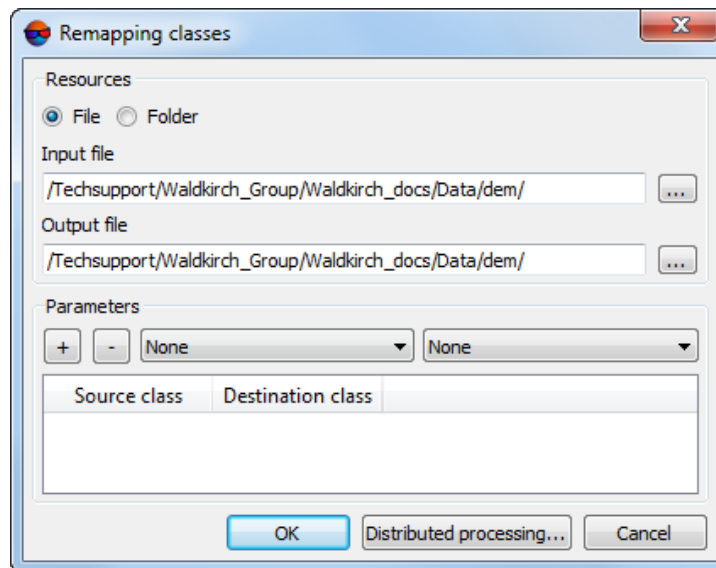 Remapping classes
Resources
File Folder
Input file
/Techsupport/Waldkirch_Group/Waldkirch_docs/Data/dem/ ...
Output file
/Techsupport/Waldkirch_Group/Waldkirch_docs/Data/dem/ ...
Parameters
+ - None None
Source class Destination class
OK Distributed processing... Cancel